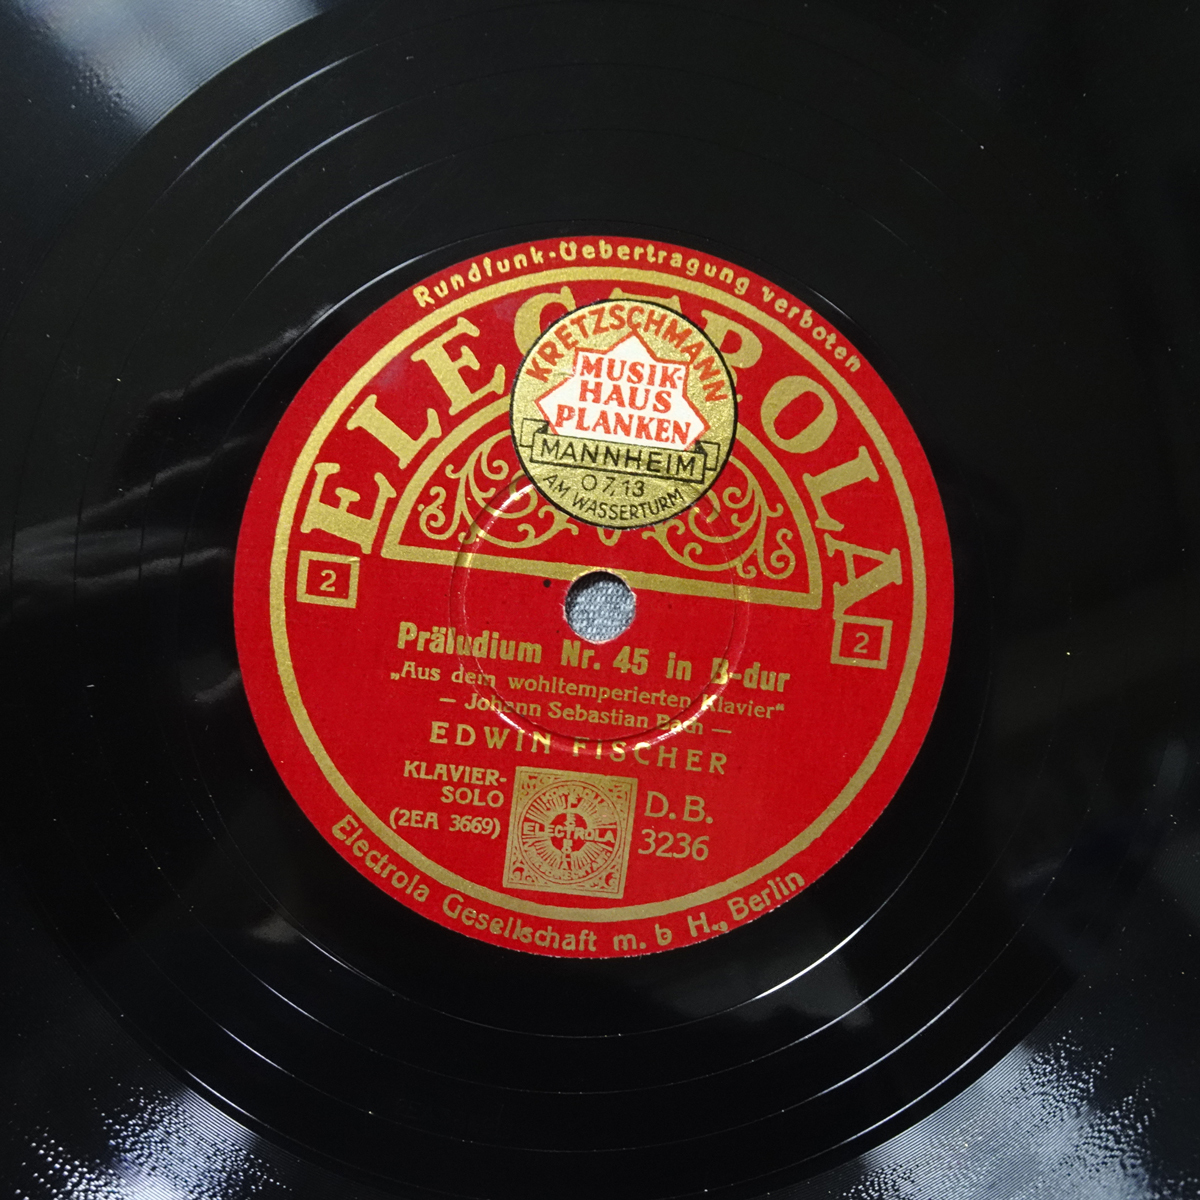 Rundfunk-Uebertragung verboten
ELECTROLA
KRETZSCHMANN
MUSIK
HAUS
PLANKEN
MANNHEIM
O 7, 13
AM WASSERTURM
2
2
Präludium Nr. 45 in B-dur
„Aus dem wohltemperierten Klavier“
— Johann Sebastian Bach —
EDWIN FISCHER
KLAVIER-
SOLO
(2EA 3669)
ELECTROLA
D.B.
3236
Electrola Gesellschaft m. b H., Berlin